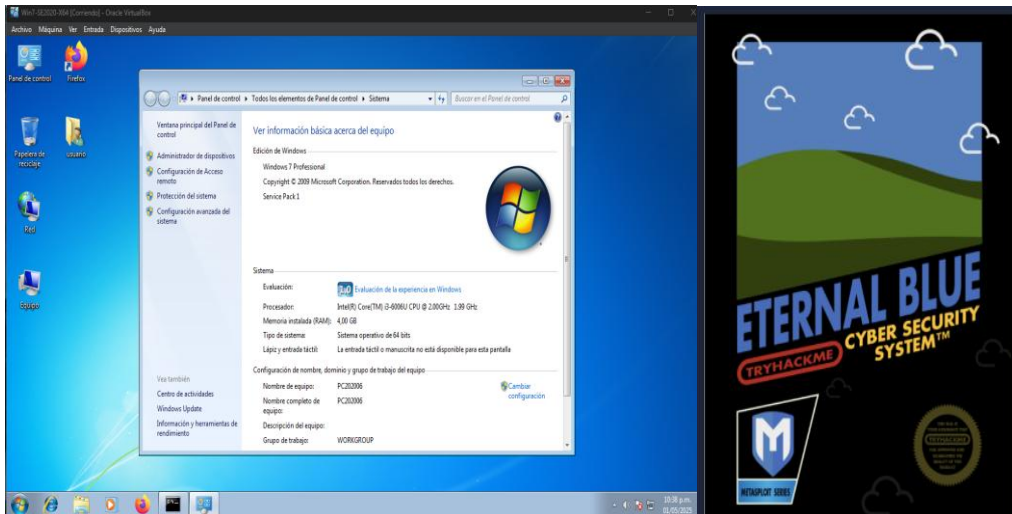 Win7-SE2020-X64 [Corriendo] - Oracle VirtualBox
Archivo Máquina Ver Entrada Dispositivos Ayuda
Panel de control
Firefox
Papelera de reciclaje
usuario
Red
Equipo
Panel de control ▸ Todos los elementos de Panel de control ▸ Sistema
Buscar en el Panel de control
Ventana principal del Panel de
control
Administrador de dispositivos
Configuración de Acceso
remoto
Protección del sistema
Configuración avanzada del
sistema
Vea también
Centro de actividades
Windows Update
Información y herramientas de
rendimiento
Ver información básica acerca del equipo
Edición de Windows
Windows 7 Professional
Copyright © 2009 Microsoft Corporation. Reservados todos los derechos.
Service Pack 1
Sistema
Evaluación: Evaluación de la experiencia en Windows
Procesador: Intel(R) Core(TM) i3-6006U CPU @ 2.00GHz 1.99 GHz
Memoria instalada (RAM): 4,00 GB
Tipo de sistema: Sistema operativo de 64 bits
Lápiz y entrada táctil: La entrada táctil o manuscrita no está disponible para esta pantalla
Configuración de nombre, dominio y grupo de trabajo del equipo
Nombre de equipo: PC202006
Cambiar
configuración
Nombre completo de
equipo: PC202006
Descripción del equipo:
Grupo de trabajo: WORKGROUP
10:38 p.m.
01/05/2025
ETERNAL BLUE
CYBER SECURITY
SYSTEM™
TRYHACKME
METASPLOIT SERIES
TRYHACKME